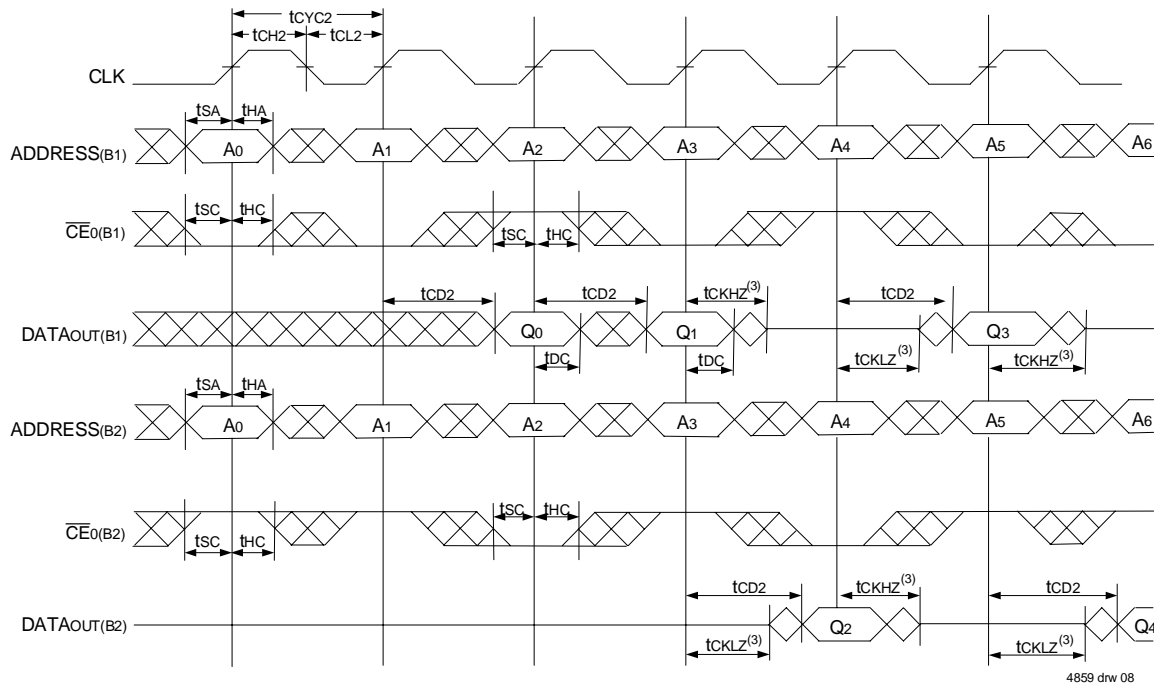 tCYC2
tCH2 tCL2
CLK
tSA tHA
ADDRESS(B1) A0 A1 A2 A3 A4 A5 A6
tSC tHC
CE0(B1)
tSC tHC
tCD2 tCD2 tCKHZ(3) tCD2
DATAOUT(B1) Q0 Q1 Q3
tDC tDC tCKLZ(3) tCKHZ(3)
tSA tHA
ADDRESS(B2) A0 A1 A2 A3 A4 A5 A6
tSC tHC
CE0(B2)
tSC tHC
tCD2 tCKHZ(3) tCD2
DATAOUT(B2) Q2 Q4
tCKLZ(3) tCKLZ(3)
4859 drw 08